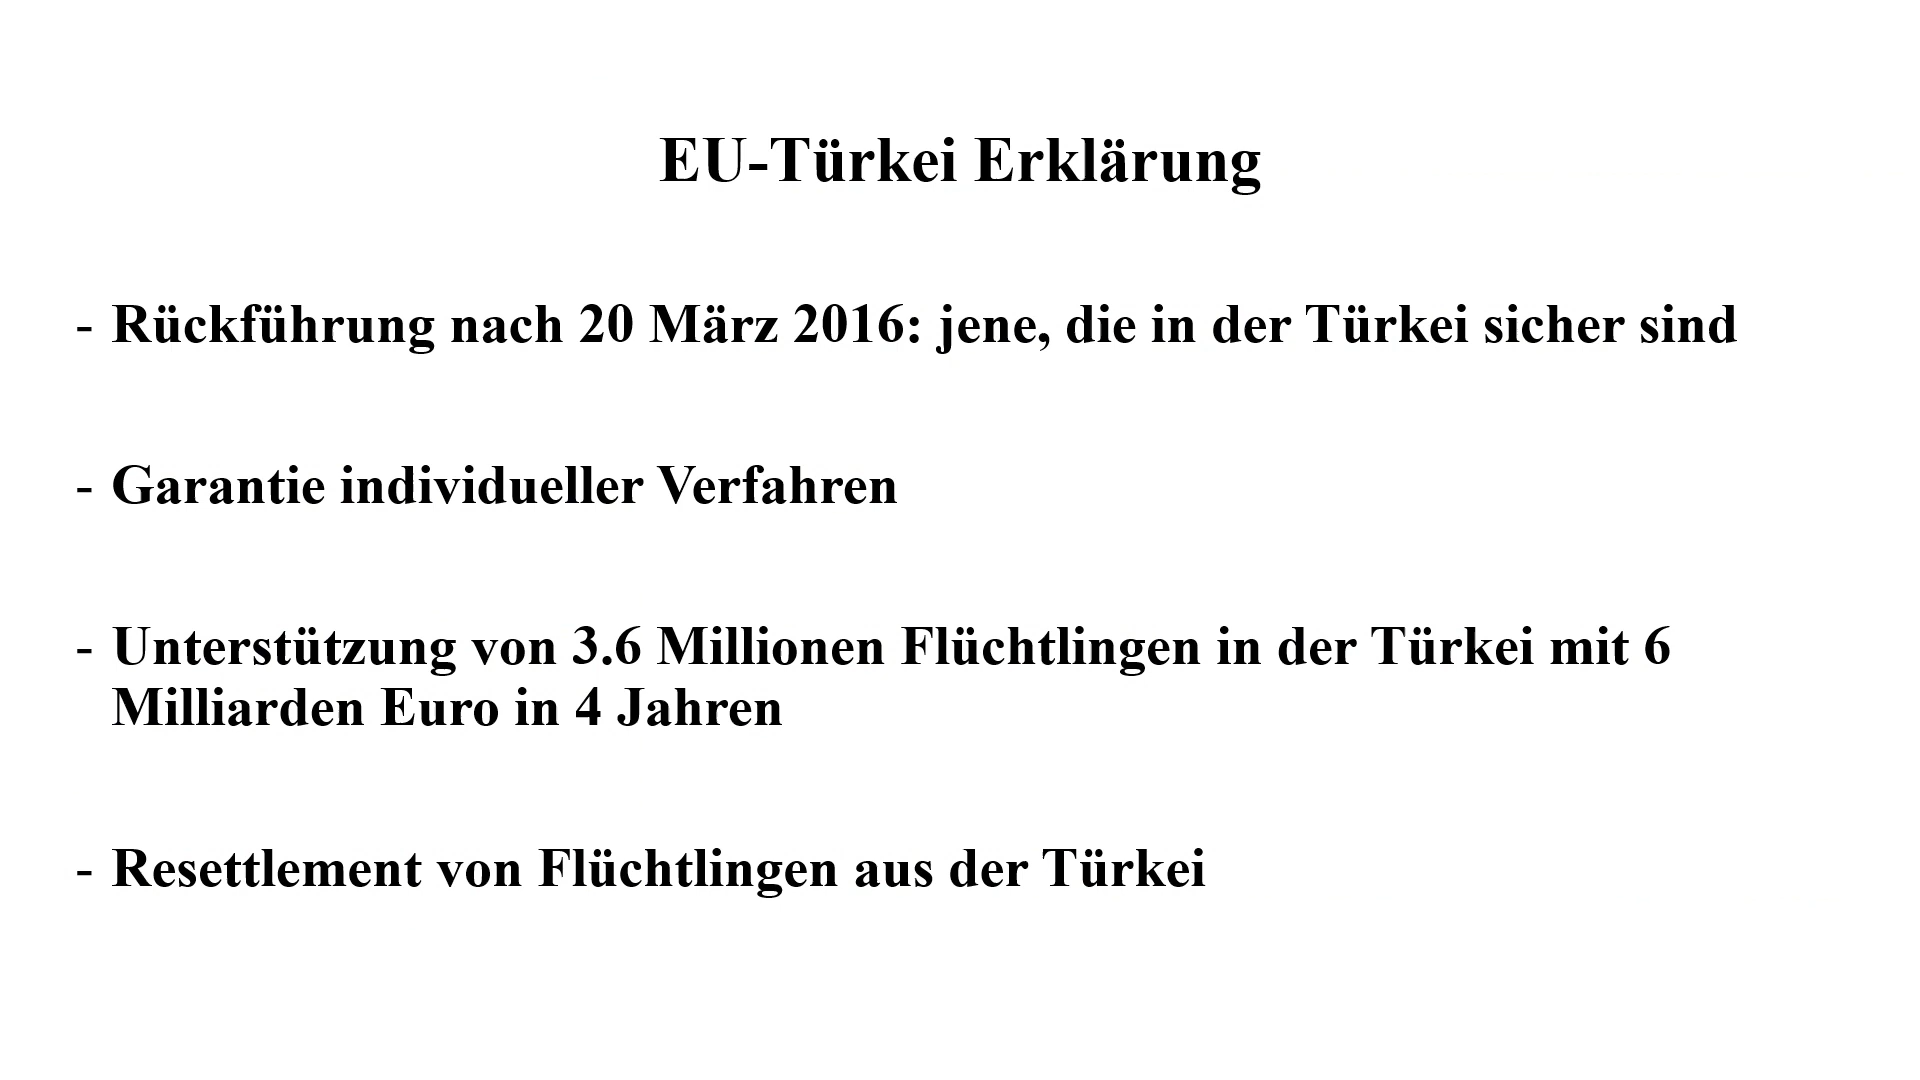 EU-Türkei Erklärung
- Rückführung nach 20 März 2016: jene, die in der Türkei sicher sind
- Garantie individueller Verfahren
- Unterstützung von 3.6 Millionen Flüchtlingen in der Türkei mit 6
Milliarden Euro in 4 Jahren
- Resettlement von Flüchtlingen aus der Türkei